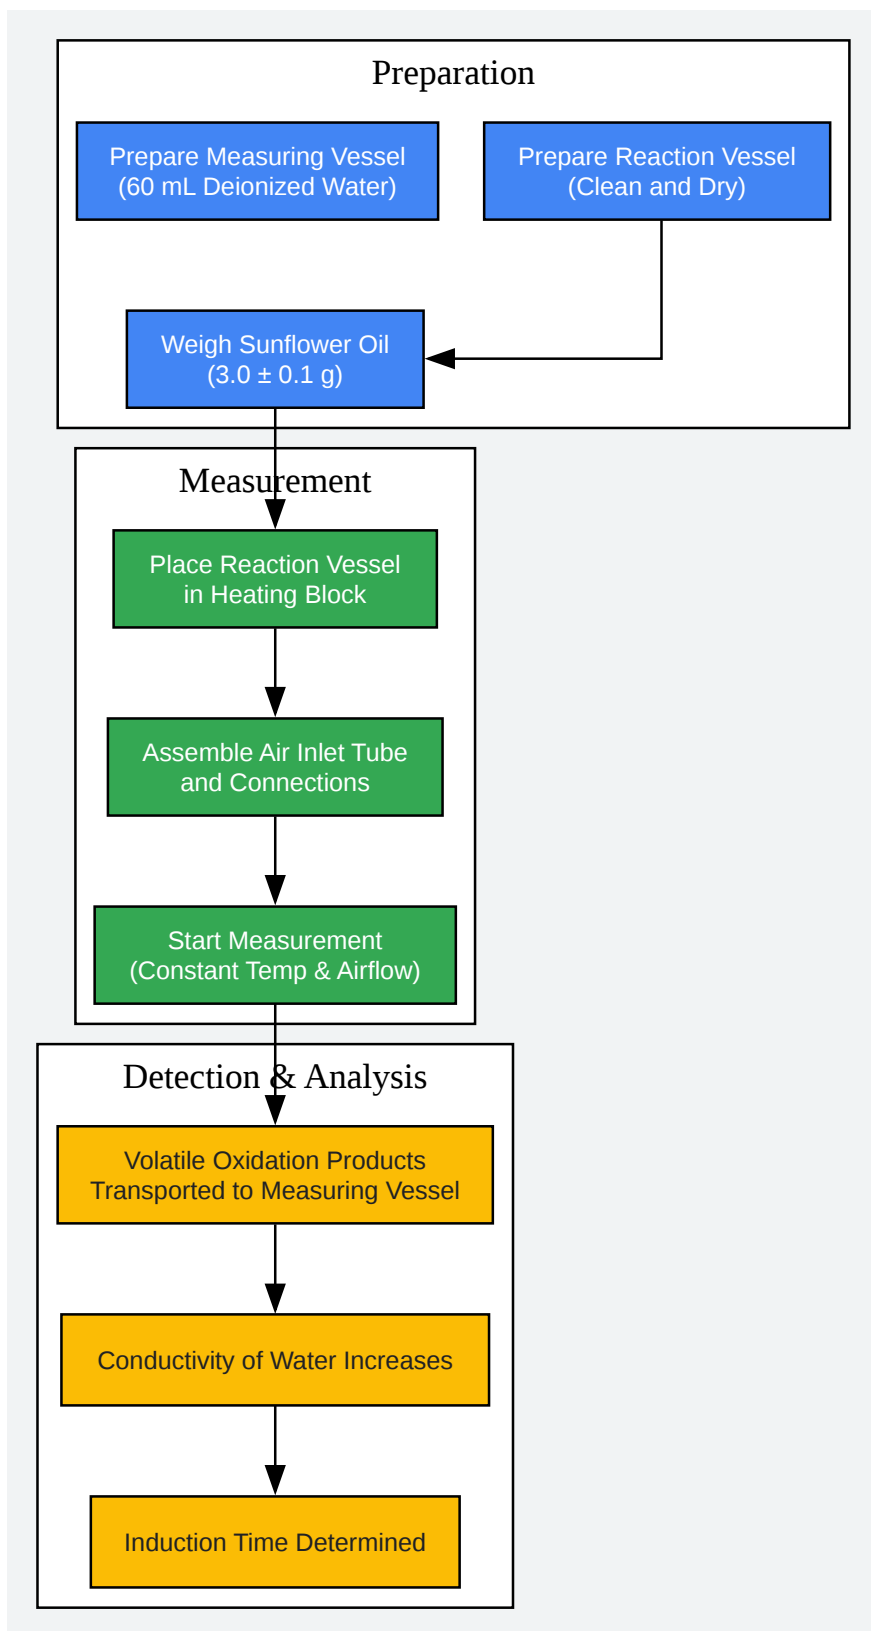 Preparation
Prepare Measuring Vessel
(60 mL Deionized Water)
Prepare Reaction Vessel
(Clean and Dry)
Weigh Sunflower Oil
(3.0 ± 0.1 g)
Measurement
Place Reaction Vessel
in Heating Block
Assemble Air Inlet Tube
and Connections
Start Measurement
(Constant Temp & Airflow)
Detection & Analysis
Volatile Oxidation Products
Transported to Measuring Vessel
Conductivity of Water Increases
Induction Time Determined